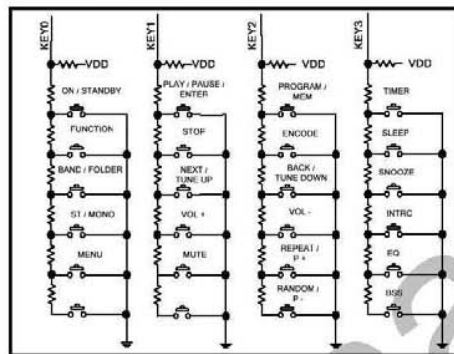 KEY0
VDD
ON / STANDBY
FUNCTION
BAND / FOLDER
ST / MONO
MENU
KEY1
VDD
PLAY / PAUSE /
ENTER
STOP
NEXT /
TUNE UP
VOL +
MUTE
KEY2
VDD
PROGRAM /
MEM
ENCODE
BACK /
TUNE DOWN
VOL -
REPEAT /
P +
RANDOM /
P -
KEY3
VDD
TIMER
SLEEP
SNOOZE
INTRC
EQ
BSS